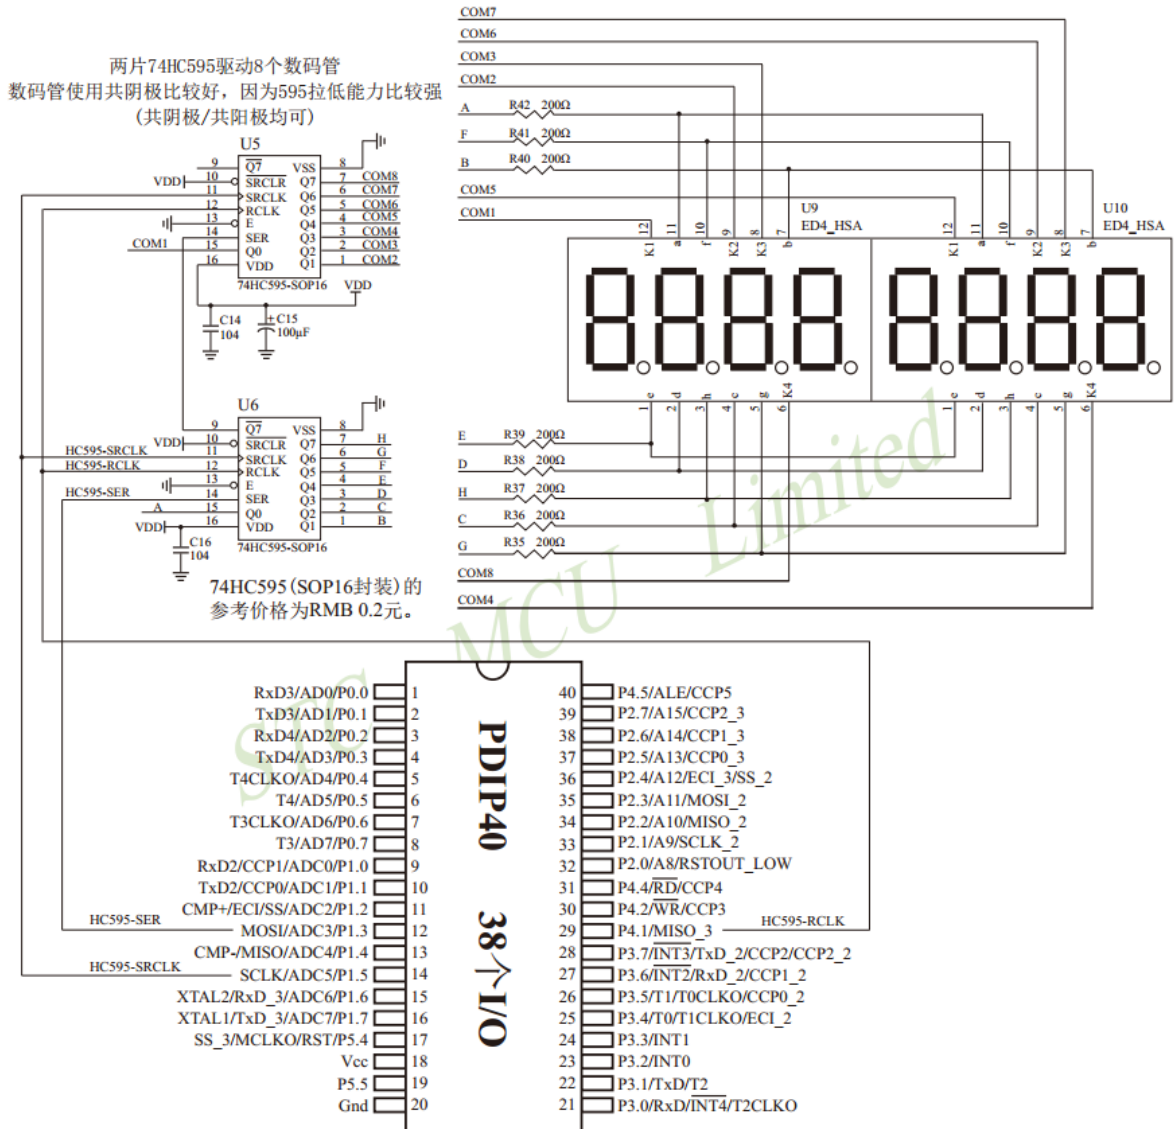 两片74HC595驱动8个数码管
数码管使用共阴极比较好，因为595拉低能力比较强
(共阴极/共阳极均可)
COM7
COM6
COM3
COM2
A R42 200Ω
F R41 200Ω
B R40 200Ω
COM5
COM1
U5
9 Q7 VSS 8
VDD 10 SRCLR Q7 7 COM8
11 SRCLK Q6 6 COM7
12 RCLK Q5 5 COM6
13 E Q4 4 COM5
14 SER Q3 3 COM4
COM1 15 Q0 Q2 2 COM3
16 VDD Q1 1 COM2
74HC595-SOP16 VDD
C14
104
+ C15
100μF
U9
ED4_HSA
U10
ED4_HSA
12 11 10 9 8 7
K1 a f K2 K3 b
12 11 10 9 8 7
K1 a f K2 K3 b
e d h c g K4
1 2 3 4 5 6
e d h c g K4
1 2 3 4 5 6
U6
9 Q7 VSS 8
VDD 10 SRCLR Q7 7 H
HC595-SRCLK 11 SRCLK Q6 6 G
HC595-RCLK 12 RCLK Q5 5 F
13 E Q4 4 E
HC595-SER 14 SER Q3 3 D
A 15 Q0 Q2 2 C
VDD 16 VDD Q1 1 B
74HC595-SOP16
C16
104
E R39 200Ω
D R38 200Ω
H R37 200Ω
C R36 200Ω
G R35 200Ω
COM8
COM4
74HC595(SOP16封装)的
参考价格为RMB 0.2元。
STC MCU Limited
PDIP40 38个I/O
RxD3/AD0/P0.0 1
TxD3/AD1/P0.1 2
RxD4/AD2/P0.2 3
TxD4/AD3/P0.3 4
T4CLKO/AD4/P0.4 5
T4/AD5/P0.5 6
T3CLKO/AD6/P0.6 7
T3/AD7/P0.7 8
RxD2/CCP1/ADC0/P1.0 9
TxD2/CCP0/ADC1/P1.1 10
CMP+/ECI/SS/ADC2/P1.2 11
HC595-SER MOSI/ADC3/P1.3 12
CMP-/MISO/ADC4/P1.4 13
HC595-SRCLK SCLK/ADC5/P1.5 14
XTAL2/RxD_3/ADC6/P1.6 15
XTAL1/TxD_3/ADC7/P1.7 16
SS_3/MCLKO/RST/P5.4 17
Vcc 18
P5.5 19
Gnd 20
40 P4.5/ALE/CCP5
39 P2.7/A15/CCP2_3
38 P2.6/A14/CCP1_3
37 P2.5/A13/CCP0_3
36 P2.4/A12/ECI_3/SS_2
35 P2.3/A11/MOSI_2
34 P2.2/A10/MISO_2
33 P2.1/A9/SCLK_2
32 P2.0/A8/RSTOUT_LOW
31 P4.4/RD/CCP4
30 P4.2/WR/CCP3
29 P4.1/MISO_3 HC595-RCLK
28 P3.7/INT3/TxD_2/CCP2/CCP2_2
27 P3.6/INT2/RxD_2/CCP1_2
26 P3.5/T1/T0CLKO/CCP0_2
25 P3.4/T0/T1CLKO/ECI_2
24 P3.3/INT1
23 P3.2/INT0
22 P3.1/TxD/T2
21 P3.0/RxD/INT4/T2CLKO